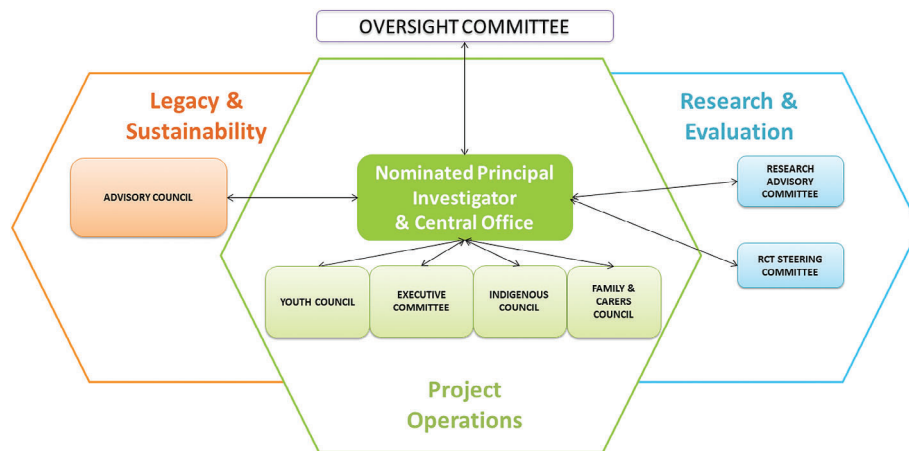 OVERSIGHT COMMITTEE
Legacy &
Sustainability
Research &
& Evaluation
ADVISORY COUNCIL
Nominated Principal
Investigator
& Central Office
RESEARCH
ADVISORY
COMMITTEE
RCT STEERING
COMMITTEE
YOUTH COUNCIL
EXECUTIVE
COMMITTEE
INDIGENOUS
COUNCIL
FAMILY &
CARERS
COUNCIL
Project
Operations